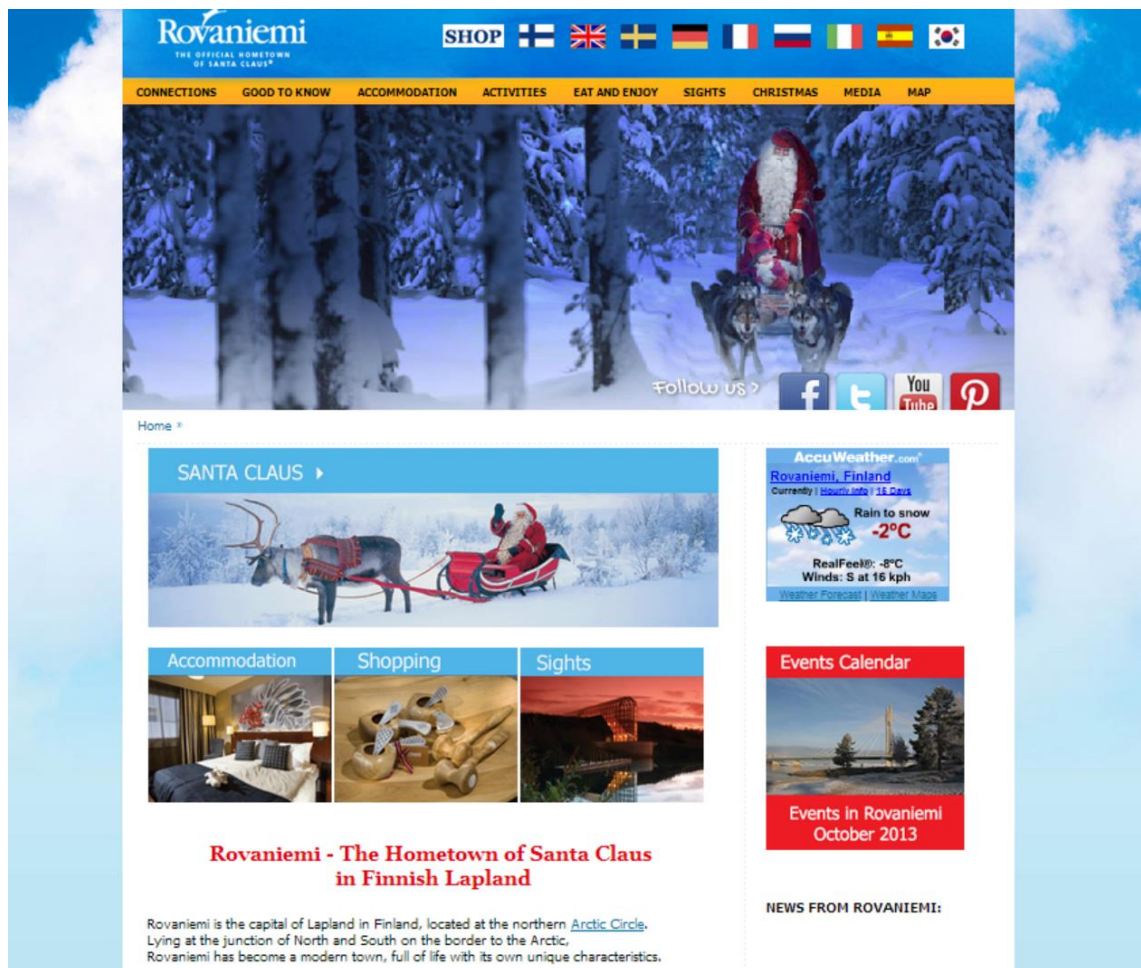 Rovaniemi
THE OFFICIAL HOMETOWN
OF SANTA CLAUS®
SHOP
CONNECTIONS GOOD TO KNOW ACCOMMODATION ACTIVITIES EAT AND ENJOY SIGHTS CHRISTMAS MEDIA MAP
Follow us >
You
Tube
Home »
SANTA CLAUS
Accommodation
Shopping
Sights
Rovaniemi - The Hometown of Santa Claus
in Finnish Lapland
Rovaniemi is the capital of Lapland in Finland, located at the northern Arctic Circle.
Lying at the junction of North and South on the border to the Arctic,
Rovaniemi has become a modern town, full of life with its own unique characteristics.
AccuWeather.com®
Rovaniemi, Finland
Currently | Hourly Info | 15 Days
Rain to snow
-2°C
RealFeel®: -8°C
Winds: S at 16 kph
Weather Forecast | Weather Maps
Events Calendar
Events in Rovaniemi
October 2013
NEWS FROM ROVANIEMI: